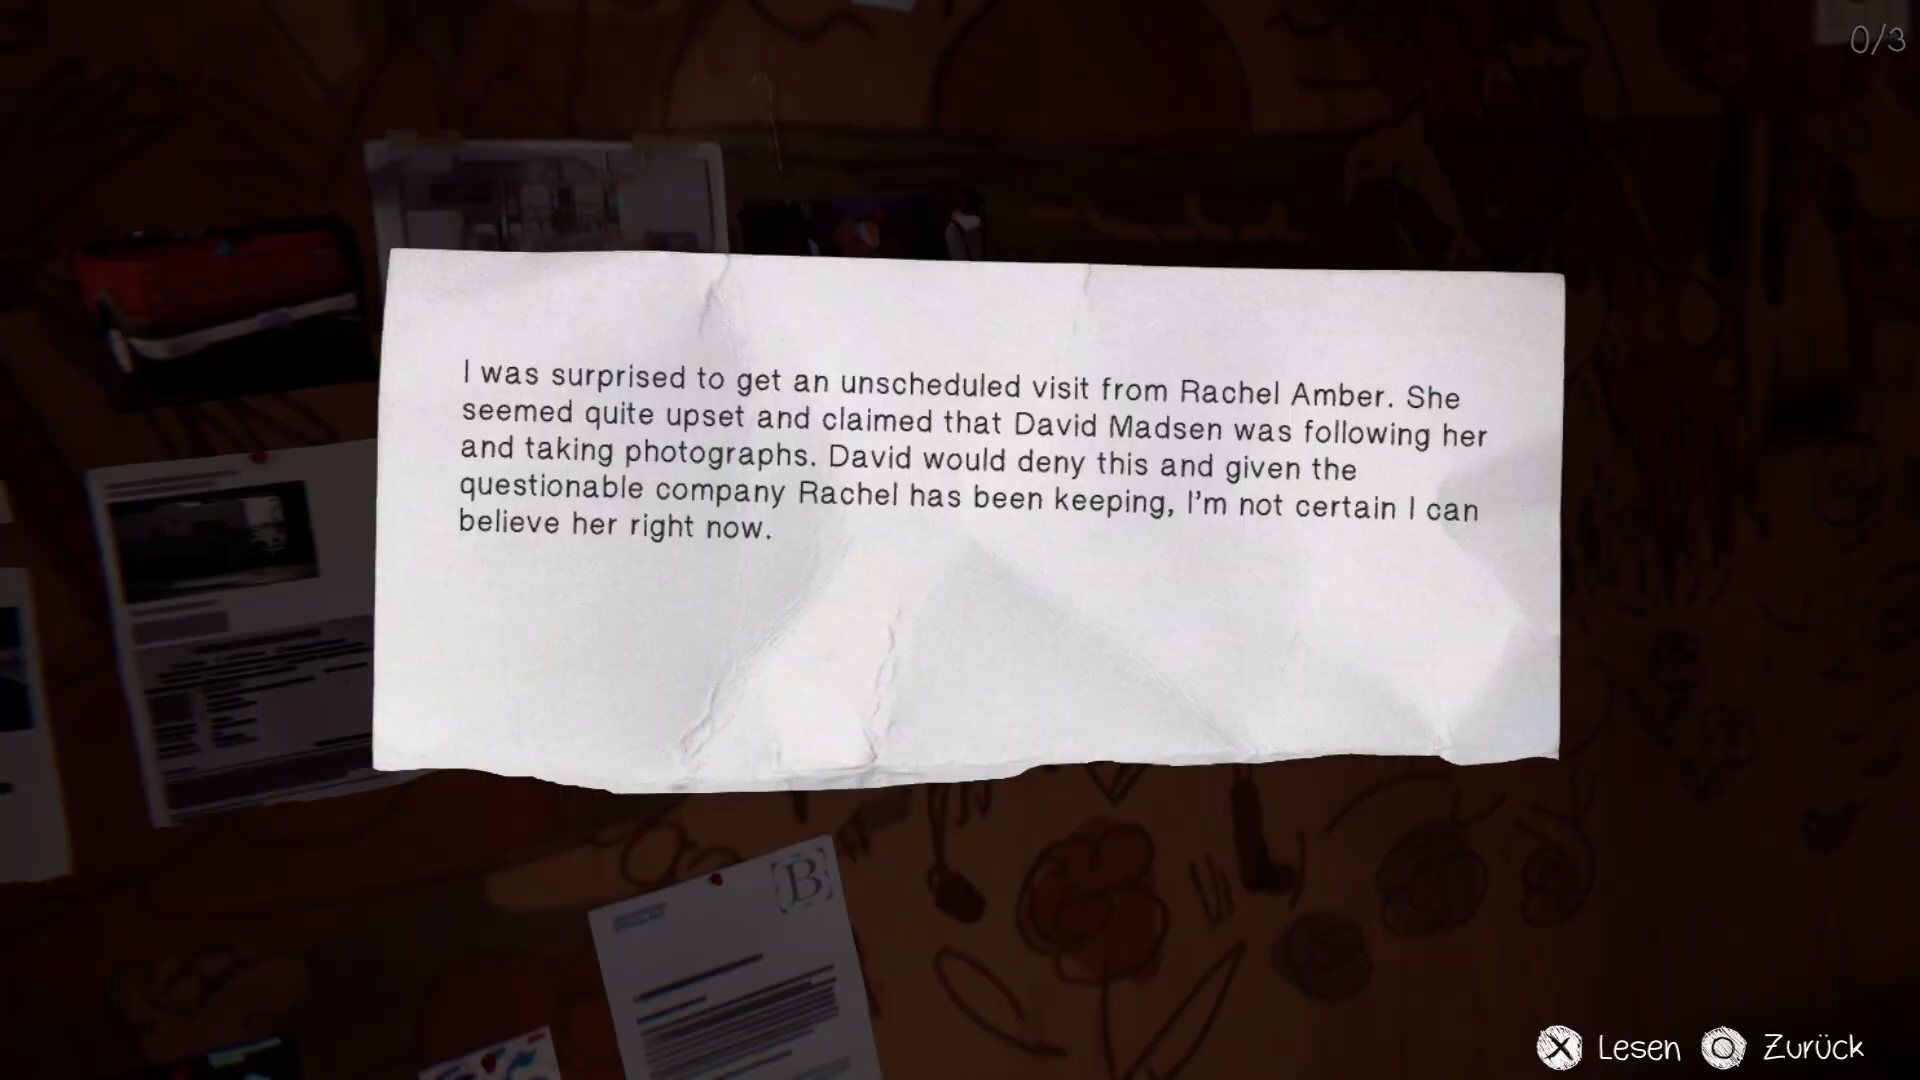 0/3
I was surprised to get an unscheduled visit from Rachel Amber. She
seemed quite upset and claimed that David Madsen was following her
and taking photographs. David would deny this and given the
questionable company Rachel has been keeping, I'm not certain I can
believe her right now.
B
Lesen
Zurück